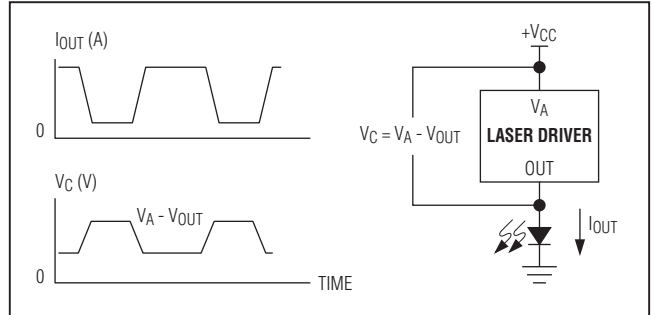 IOUT (A)
0
VC (V)
VA - VOUT
0
TIME
+VCC
VC = VA - VOUT
VA
LASER DRIVER
OUT
IOUT